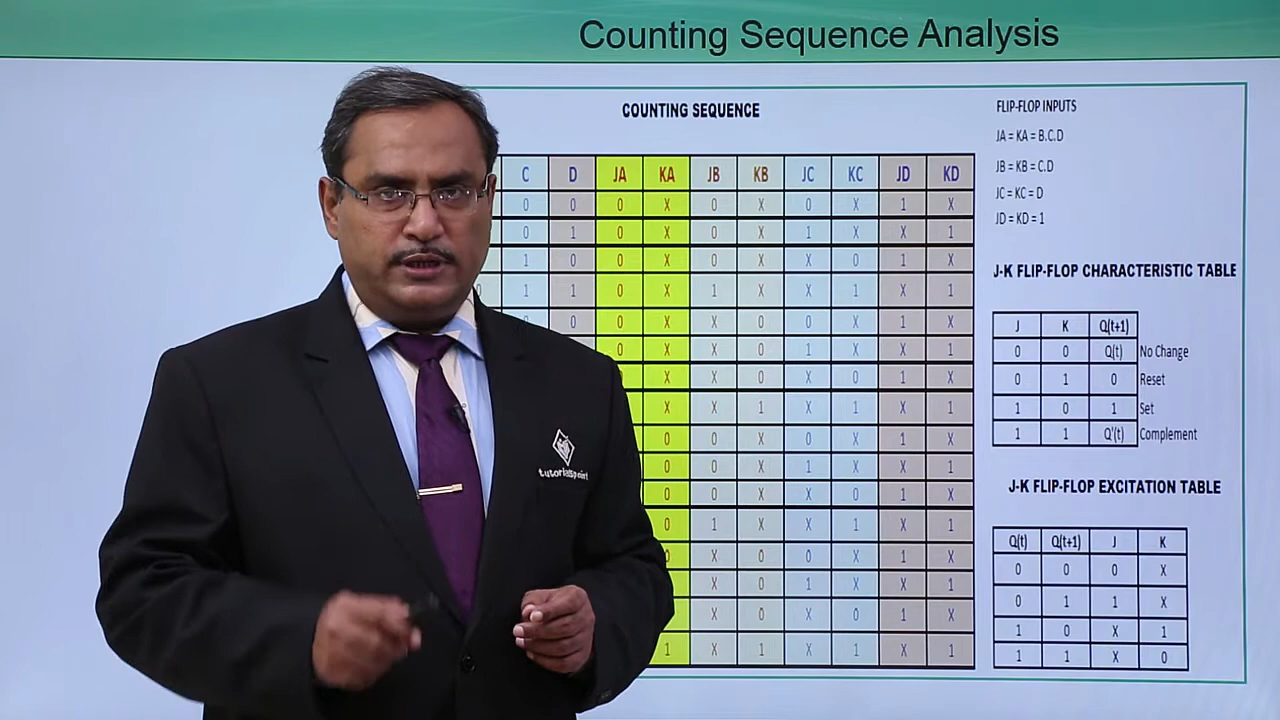 Counting Sequence Analysis
COUNTING SEQUENCE
C D JA KA JB KB JC KC JD KD
0 0 0 X 0 X 0 X 1 X
0 1 0 X 0 X 1 X X 1
1 0 0 X 0 X X 0 1 X
0 1 1 0 X 1 X X 1 X 1
0 0 0 X X 0 0 X 1 X
0 X X 0 1 X X 1
X X 0 X 0 1 X
X X 1 X 1 X 1
0 0 X 0 X 1 X
0 0 X 1 X X 1
0 0 X X 0 1 X
0 1 X X 1 X 1
0 X 0 0 X 1 X
X 0 1 X X 1
X 0 X 0 1 X
1 X 1 X 1 X 1
FLIP-FLOP INPUTS
JA = KA = B.C.D
JB = KB = C.D
JC = KC = D
JD = KD = 1
J-K FLIP-FLOP CHARACTERISTIC TABLE
J K Q(t+1)
0 0 Q(t) No Change
0 1 0 Reset
1 0 1 Set
1 1 Q'(t) Complement
J-K FLIP-FLOP EXCITATION TABLE
Q(t) Q(t+1) J K
0 0 0 X
0 1 1 X
1 0 X 1
1 1 X 0
tutorialspoint